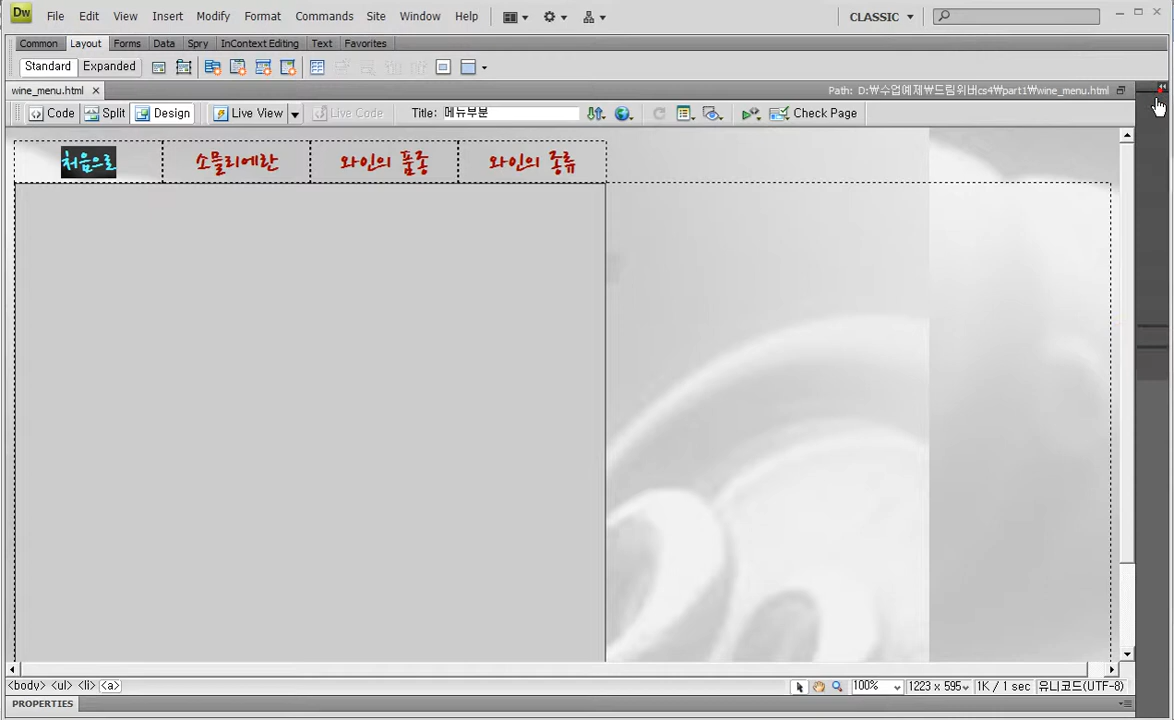 Dw File Edit View Insert Modify Format Commands Site Window Help CLASSIC
Common Layout Forms Data Spry InContext Editing Text Favorites
Standard Expanded
wine_menu.html Path: D:₩수업예제₩드림위버cs4₩part1₩wine_menu.html
Code Split Design Live View Live Code Title: 메뉴부분 Check Page
처음으로 소믈리에란 와인의 품종 와인의 종류
<body> <ul> <li> <a> 100% 1223 x 595 1K / 1 sec 유니코드(UTF-8)
PROPERTIES